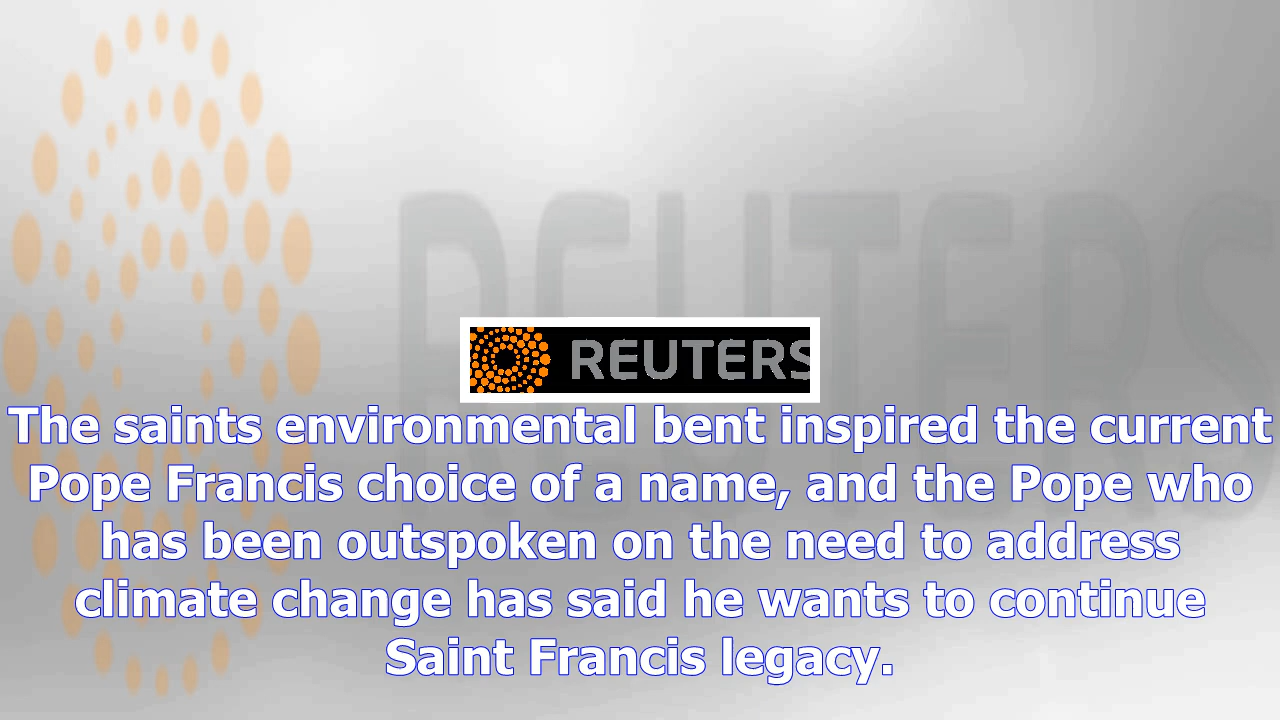 REUTERS
REUTERS
The saints environmental bent inspired the current
Pope Francis choice of a name, and the Pope who
has been outspoken on the need to address
climate change has said he wants to continue
Saint Francis legacy.